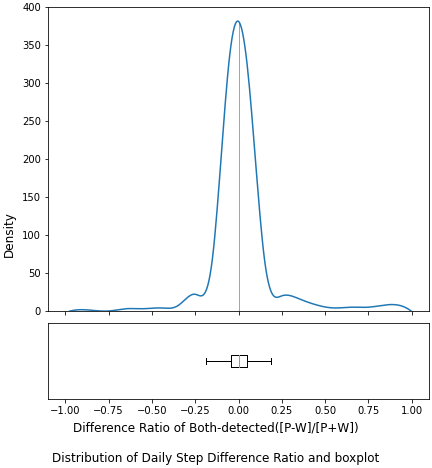 400
350
300
250
200
150
100
50
0
Density
−1.00 −0.75 −0.50 −0.25 0.00 0.25 0.50 0.75 1.00
Difference Ratio of Both-detected([P-W]/[P+W])
Distribution of Daily Step Difference Ratio and boxplot